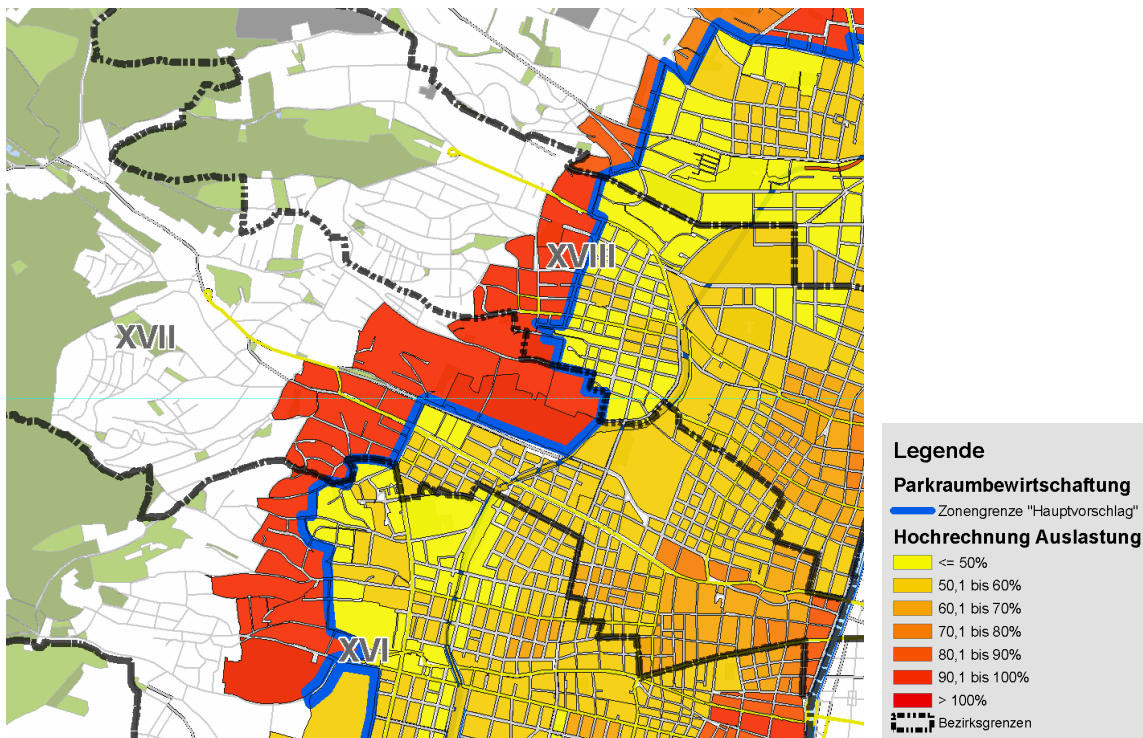 XVIII
XVII
XVI
Legende
Parkraumbewirtschaftung
Zonengrenze "Hauptvorschlag"
Hochrechnung Auslastung
<= 50%
50,1 bis 60%
60,1 bis 70%
70,1 bis 80%
80,1 bis 90%
90,1 bis 100%
> 100%
Bezirksgrenzen